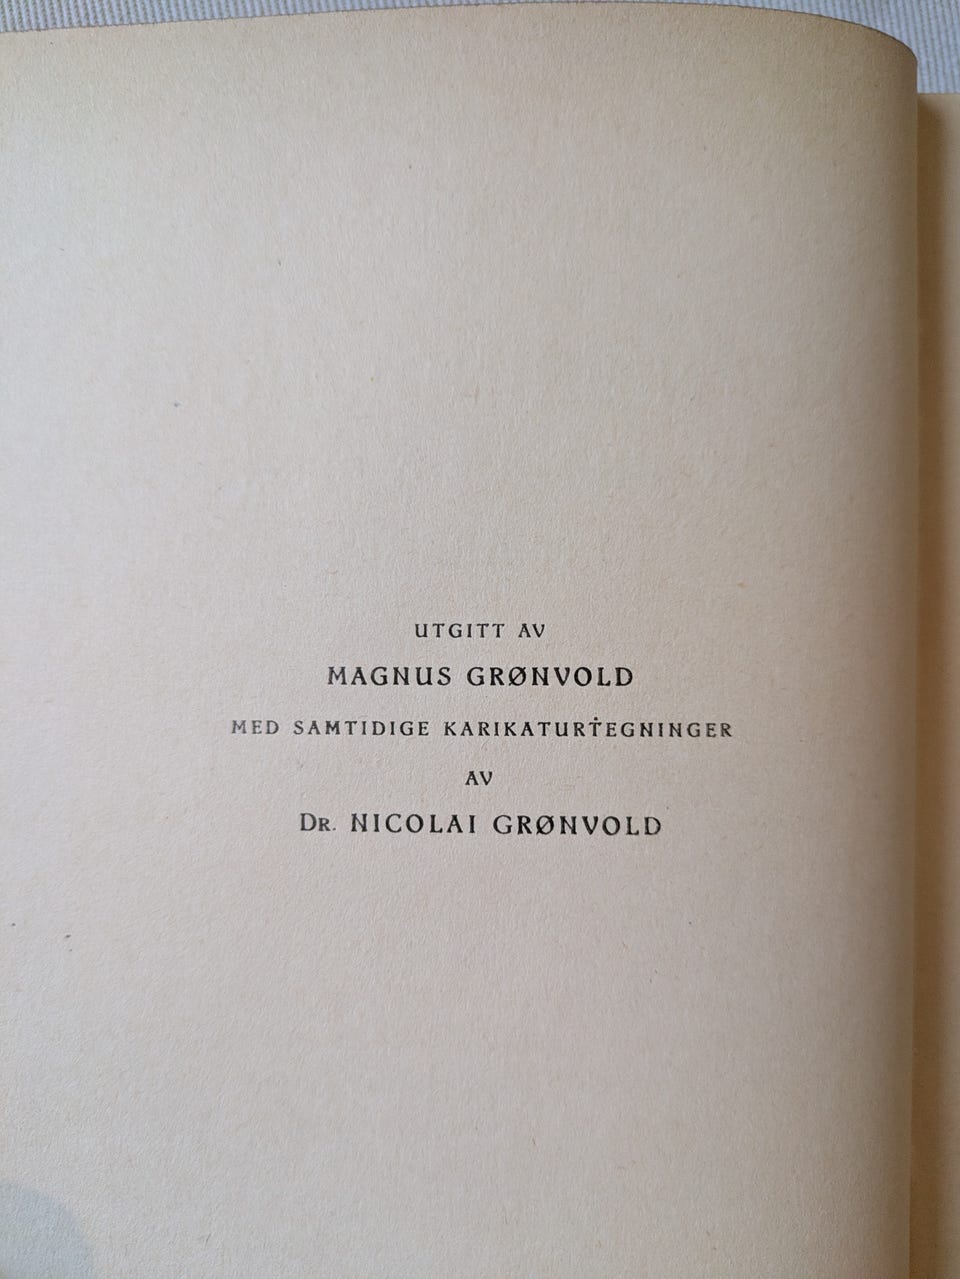 UTGITT AV
MAGNUS GRØNVOLD
MED SAMTIDIGE KARIKATURTEGNINGER
AV
DR. NICOLAI GRØNVOLD